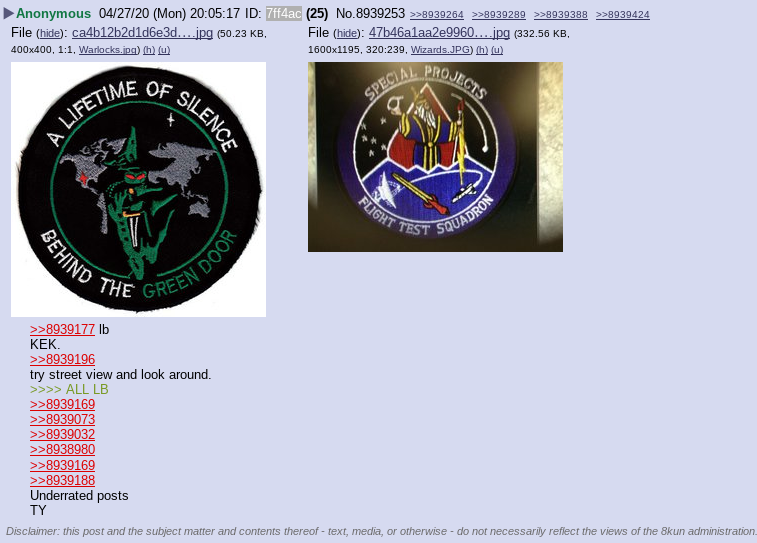 Anonymous 04/27/20 (Mon) 20:05:17 ID: 7ff4ac (25) No.8939253 >>8939264 >>8939289 >>8939388 >>8939424
File (hide): ca4b12b2d1d6e3d....jpg (50.23 KB, 400x400, 1:1, Warlocks.jpg) (h) (u)
File (hide): 47b46a1aa2e9960....jpg (332.56 KB, 1600x1195, 320:239, Wizards.JPG) (h) (u)
A LIFETIME OF SILENCE
BEHIND THE GREEN DOOR
SPECIAL PROJECTS
FLIGHT TEST SQUADRON
>>8939177 lb
KEK.
>>8939196
try street view and look around.
>>>> ALL LB
>>8939169
>>8939073
>>8939032
>>8938980
>>8939169
>>8939188
Underrated posts
TY
Disclaimer: this post and the subject matter and contents thereof - text, media, or otherwise - do not necessarily reflect the views of the 8kun administration.